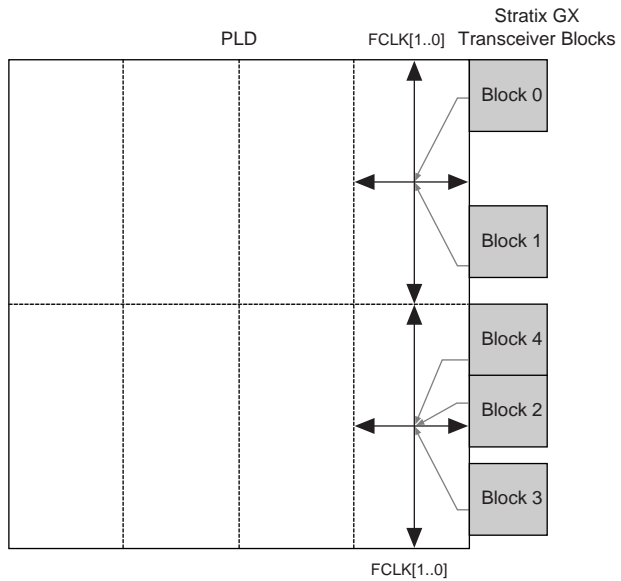 Stratix GX
PLD FCLK[1..0] Transceiver Blocks
Block 0
Block 1
Block 4
Block 2
Block 3
FCLK[1..0]